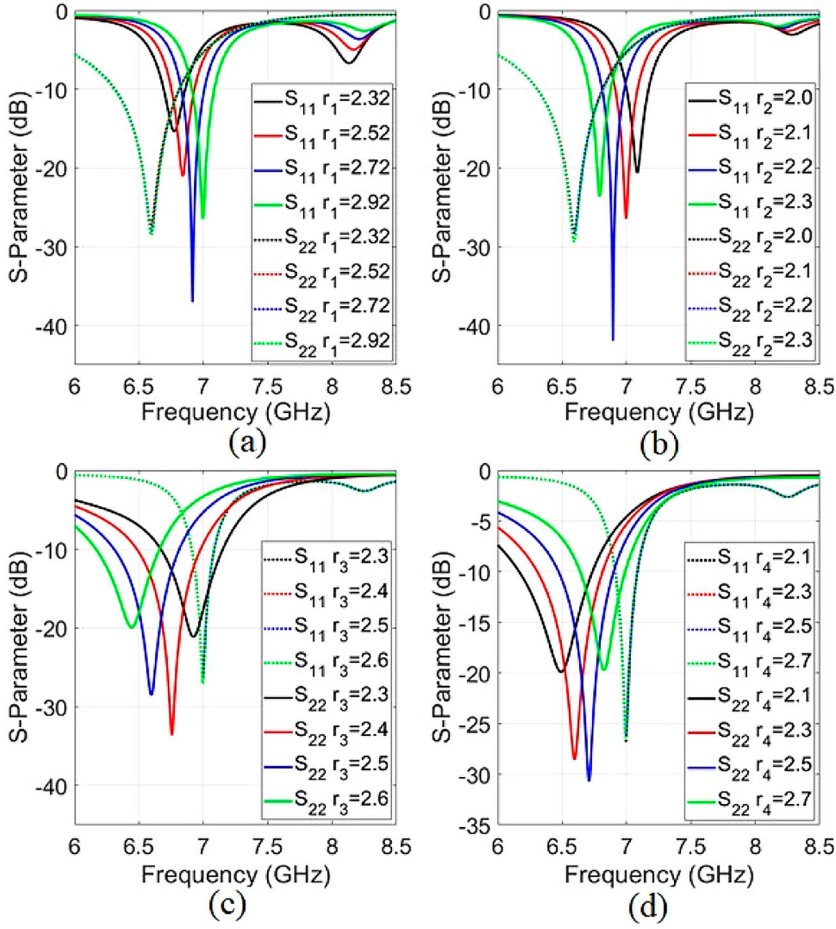 0
-10
-20
-30
-40
S-Parameter (dB)
S11 r1=2.32
S11 r1=2.52
S11 r1=2.72
S11 r1=2.92
S22 r1=2.32
S22 r1=2.52
S22 r1=2.72
S22 r1=2.92
6 6.5 7 7.5 8 8.5
Frequency (GHz)
(a)
0
-10
-20
-30
-40
S-Parameter (dB)
S11 r2=2.0
S11 r2=2.1
S11 r2=2.2
S11 r2=2.3
S22 r2=2.0
S22 r2=2.1
S22 r2=2.2
S22 r2=2.3
6 6.5 7 7.5 8 8.5
Frequency (GHz)
(b)
0
-10
-20
-30
-40
S-Parameter (dB)
S11 r3=2.3
S11 r3=2.4
S11 r3=2.5
S11 r3=2.6
S22 r3=2.3
S22 r3=2.4
S22 r3=2.5
S22 r3=2.6
6 6.5 7 7.5 8 8.5
Frequency (GHz)
(c)
0
-5
-10
-15
-20
-25
-30
-35
S-Parameter (dB)
S11 r4=2.1
S11 r4=2.3
S11 r4=2.5
S11 r4=2.7
S22 r4=2.1
S22 r4=2.3
S22 r4=2.5
S22 r4=2.7
6 6.5 7 7.5 8 8.5
Frequency (GHz)
(d)